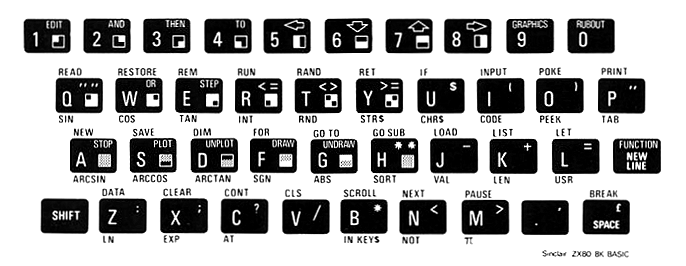 EDIT AND THEN TO GRAPHICS RUBOUT
1 2 3 4 5 6 7 8 9 0
READ RESTORE REM RUN RAND RET IF INPUT POKE PRINT
"" OR STEP <= <> >= $ ( ) "
Q W E R T Y U I O P
SIN COS TAN INT RND STR$ CHR$ CODE PEEK TAB
NEW SAVE DIM FOR GO TO GO SUB LOAD LIST LET
STOP PLOT UNPLOT DRAW UNDRAW ** - + = FUNCTION
A S D F G H J K L NEW LINE
ARCSIN ARCCOS ARCTAN SGN ABS SQRT VAL LEN USR
DATA CLEAR CONT CLS SCROLL NEXT PAUSE BREAK
: ; ? / * < > , £
SHIFT Z X C V B N M . SPACE
LN EXP AT IN KEY$ NOT π
Sinclair ZX80 8K BASIC